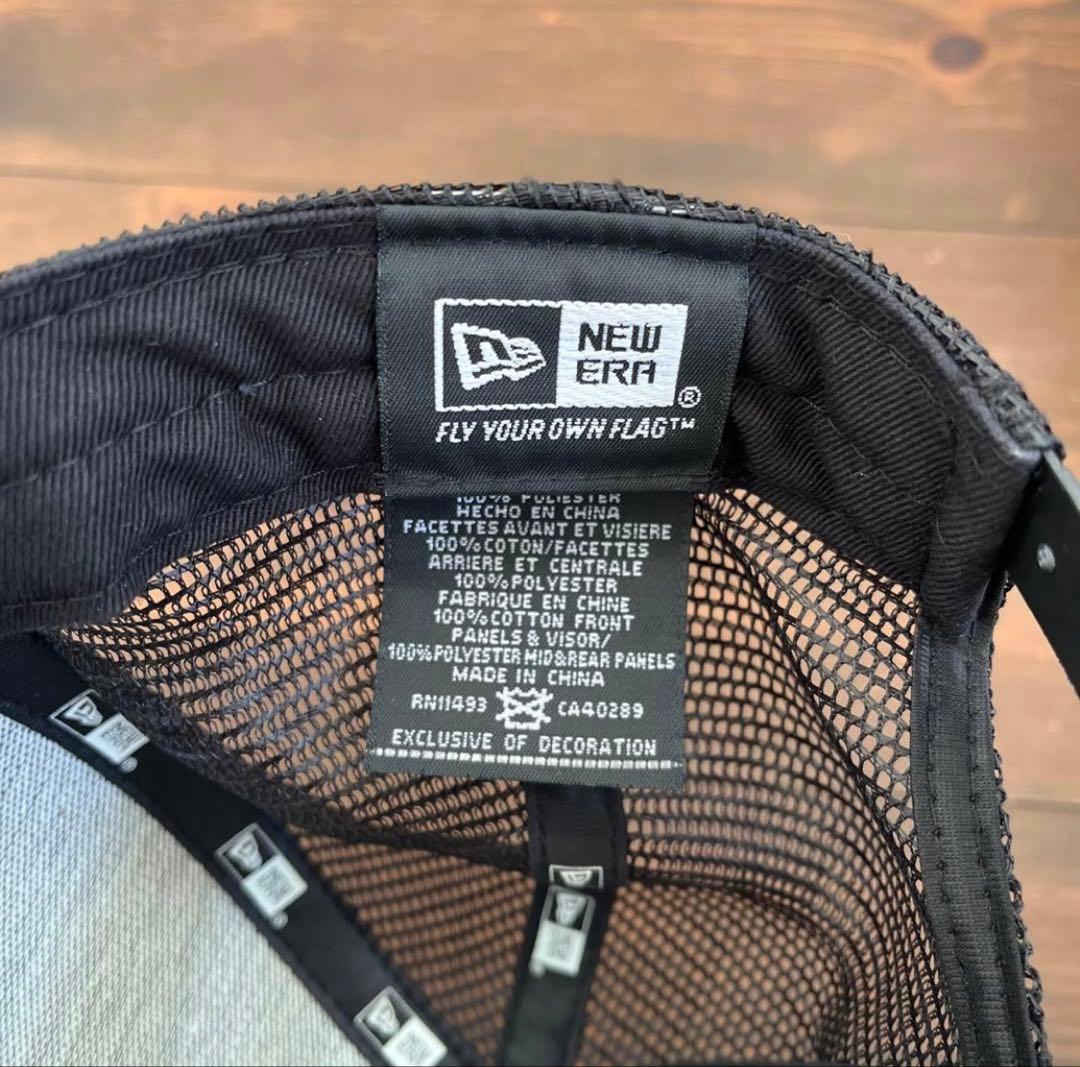 NEW
ERA
®
FLY YOUR OWN FLAG™
100% POLIESTER
HECHO EN CHINA
FACETTES AVANT ET VISIERE
100%COTON/FACETTES
ARRIERE ET CENTRALE
100%POLYESTER
FABRIQUE EN CHINE
100%COTTON FRONT
PANELS & VISOR/
100%POLYESTER MID&REAR PANELS
MADE IN CHINA
RN11493 CA40289
EXCLUSIVE OF DECORATION